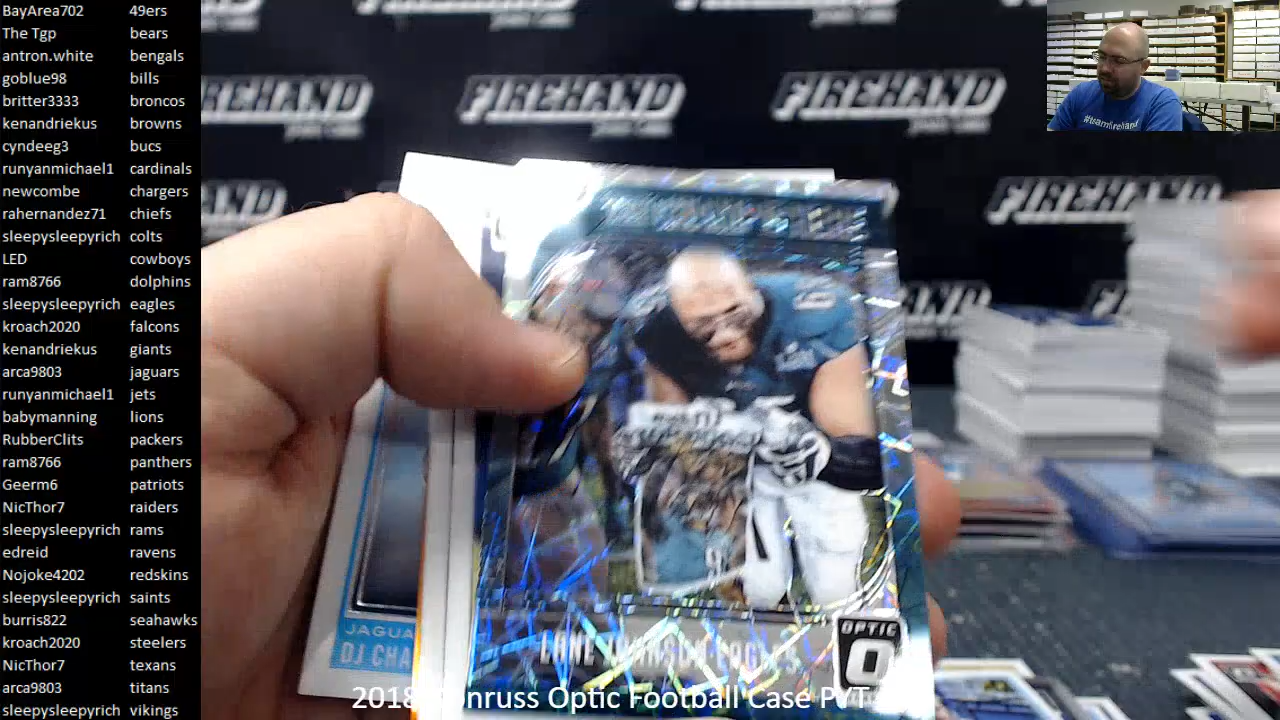 BayArea702 49ers
The Tgp bears
antron.white bengals
goblue98 bills
britter3333 broncos
kenandriekus browns
cyndeeg3 bucs
runyanmichael1 cardinals
newcombe chargers
rahernandez71 chiefs
sleepysleepyrich colts
LED cowboys
ram8766 dolphins
sleepysleepyrich eagles
kroach2020 falcons
kenandriekus giants
arca9803 jaguars
runyanmichael1 jets
babymanning lions
RubberClits packers
ram8766 panthers
Geerm6 patriots
NicThor7 raiders
sleepysleepyrich rams
edreid ravens
Nojoke4202 redskins
sleepysleepyrich saints
burris822 seahawks
kroach2020 steelers
NicThor7 texans
arca9803 titans
sleepysleepyrich vikings
FIREHAND
FIREHAND
FIREHAND
FIREHAND
#teamfirehand
LANE JOHNSON EAGLES
OPTIC
JAGUA
DJ CHA
2018 Optic Football Case PYT